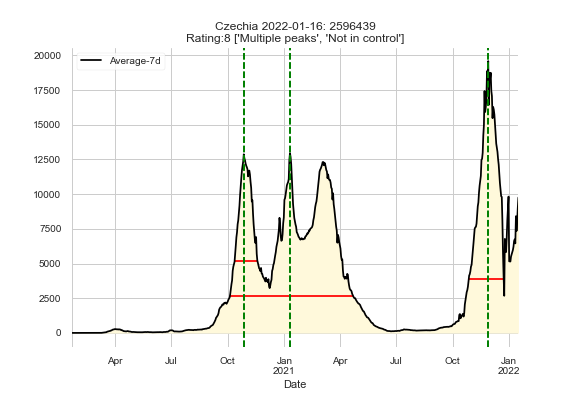 Czechia 2022-01-16: 2596439
Rating:8 ['Multiple peaks', 'Not in control']
Average-7d
20000
17500
15000
12500
10000
7500
5000
2500
0
Apr Jul Oct Jan Apr Jul Oct Jan
2021 2022
Date